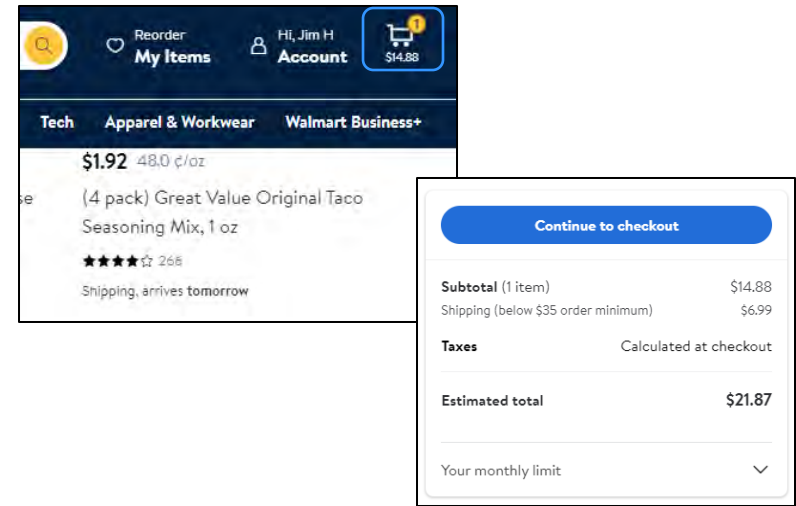 Reorder
My Items
Hi, Jim H
Account
1
$14.88
Tech
Apparel & Workwear
Walmart Business+
$1.92 48.0 ¢/oz
se
(4 pack) Great Value Original Taco
Seasoning Mix, 1 oz
266
Shipping, arrives tomorrow
Continue to checkout
Subtotal (1 item) $14.88
Shipping (below $35 order minimum) $6.99
Taxes Calculated at checkout
Estimated total $21.87
Your monthly limit